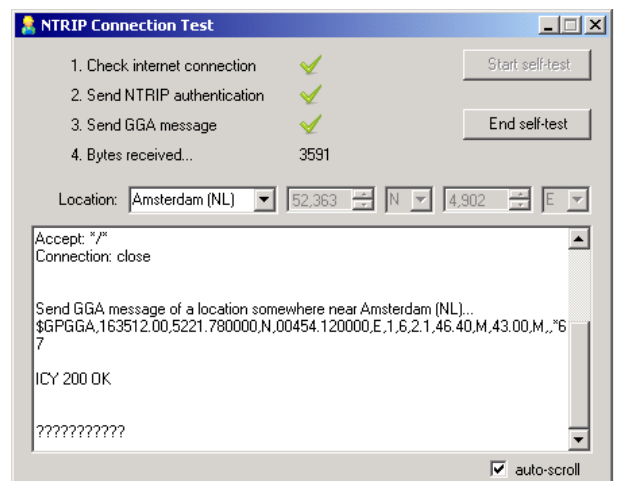 NTRIP Connection Test
1. Check internet connection
Start self-test
2. Send NTRIP authentication
3. Send GGA message
End self-test
4. Bytes received... 3591
Location: Amsterdam (NL) 52,363 N 4,902 E
Accept: */*
Connection: close
Send GGA message of a location somewhere near Amsterdam (NL)...
$GPGGA,163512.00,5221.780000,N,00454.120000,E,1,6,2.1,46.40,M,43.00,M,,*6
7
ICY 200 OK
???????????
auto-scroll